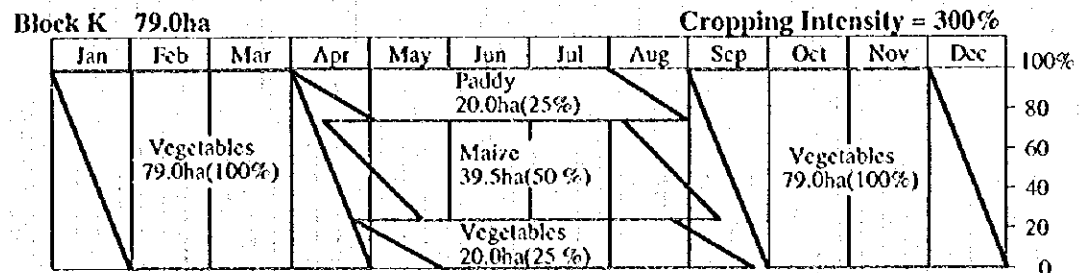 Block K 79.0ha
Cropping Intensity = 300%
Jan Feb Mar Apr May Jun Jul Aug Sep Oct Nov Dec
100%
Paddy
20.0ha(25%)
80
Vegetables
79.0ha(100%)
Maize
39.5ha(50 %)
Vegetables
79.0ha(100%)
60
40
20
Vegetables
20.0ha(25 %)
0